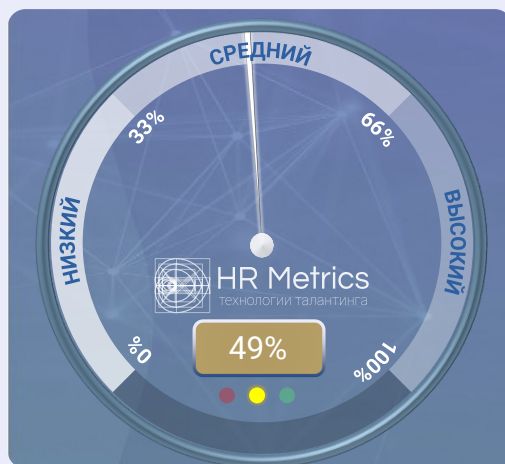 СРЕДНИЙ
33%
66%
НИЗКИЙ
ВЫСОКИЙ
HR Metrics
технологии талантинга
0%
49%
100%